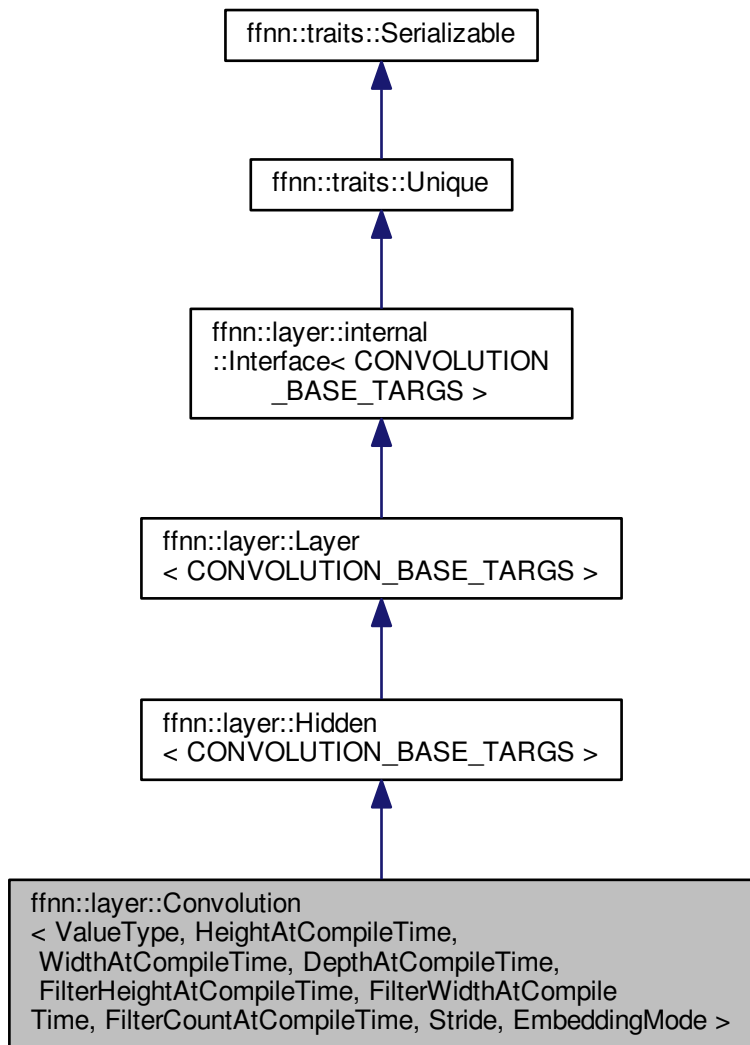 ffnn::traits::Serializable
ffnn::traits::Unique
ffnn::layer::internal
::Interface< CONVOLUTION
_BASE_TARGS >
ffnn::layer::Layer
< CONVOLUTION_BASE_TARGS >
ffnn::layer::Hidden
< CONVOLUTION_BASE_TARGS >
ffnn::layer::Convolution
< ValueType, HeightAtCompileTime,
WidthAtCompileTime, DepthAtCompileTime,
FilterHeightAtCompileTime, FilterWidthAtCompile
Time, FilterCountAtCompileTime, Stride, EmbeddingMode >